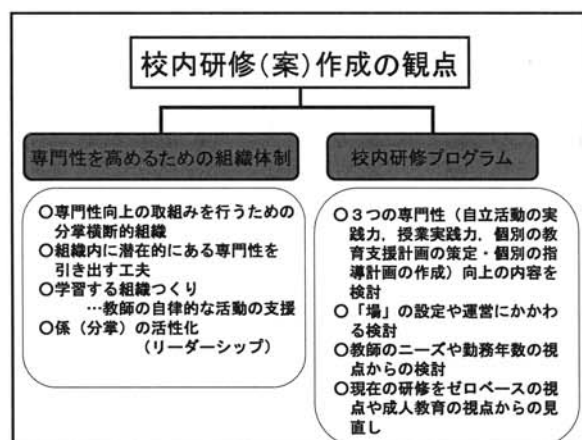 校内研修(案)作成の観点
専門性を高めるための組織体制
○専門性向上の取組みを行うための
分掌横断的組織
○組織内に潜在的にある専門性を
引き出す工夫
○学習する組織つくり
…教師の自律的な活動の支援
○係(分掌)の活性化
(リーダーシップ)
校内研修プログラム
○3つの専門性(自立活動の実
践力,授業実践力,個別の教
育支援計画の策定・個別の指
導計画の作成)向上の内容を
検討
○「場」の設定や運営にかかわ
る検討
○教師のニーズや勤務年数の視
点からの検討
○現在の研修をゼロベースの視
点や成人教育の視点からの見
直し